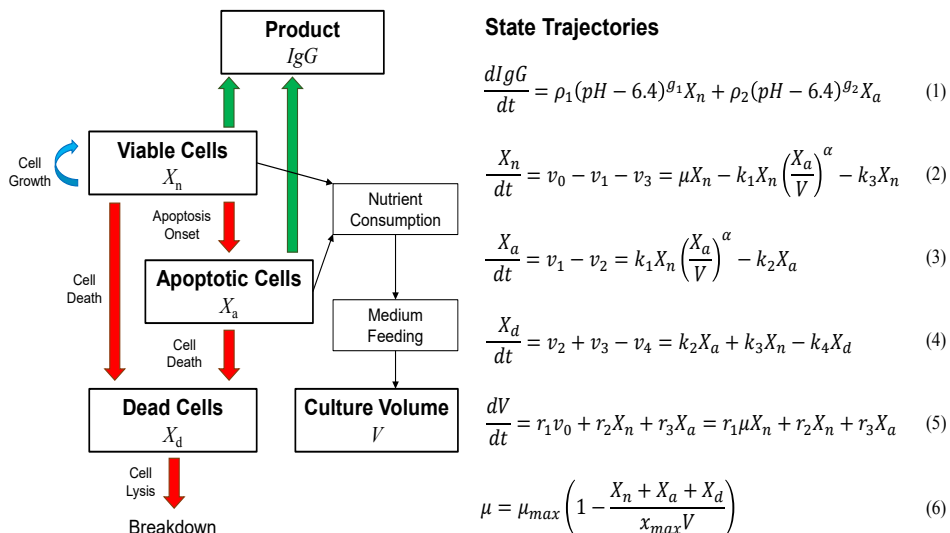 Product
IgG
Viable Cells
Xn
Cell
Growth
Apoptosis
Onset
Nutrient
Consumption
Cell
Death
Apoptotic Cells
Xa
Medium
Feeding
Cell
Death
Dead Cells
Xd
Culture Volume
V
Cell
Lysis
Breakdown
State Trajectories
dIgG/dt = ρ₁(pH − 6.4)^g₁ Xn + ρ₂(pH − 6.4)^g₂ Xa (1)
Xn/dt = v₀ − v₁ − v₃ = μXn − k₁Xn(Xa/V)^α − k₃Xn (2)
Xa/dt = v₁ − v₂ = k₁Xn(Xa/V)^α − k₂Xa (3)
Xd/dt = v₂ + v₃ − v₄ = k₂Xa + k₃Xn − k₄Xd (4)
dV/dt = r₁v₀ + r₂Xn + r₃Xa = r₁μXn + r₂Xn + r₃Xa (5)
μ = μmax(1 − (Xn + Xa + Xd)/(xmaxV)) (6)